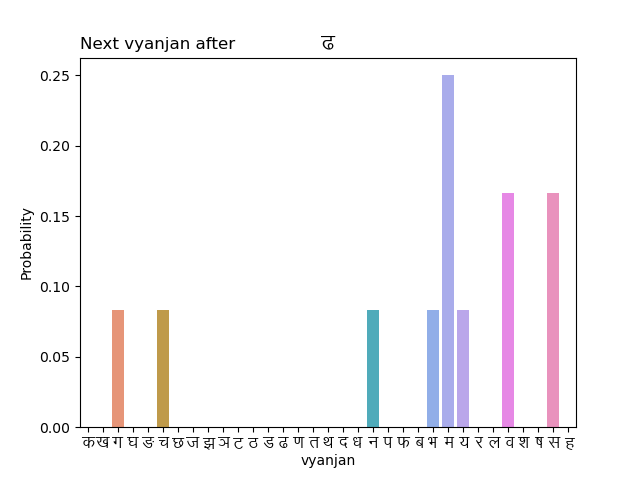 Next vyanjan after ढ
0.25
0.20
0.15
0.10
0.05
0.00
Probability
क ख ग घ ङ च छ ज झ ञ ट ठ ड ढ ण त थ द ध न प फ ब भ म य र ल व श ष स ह
vyanjan